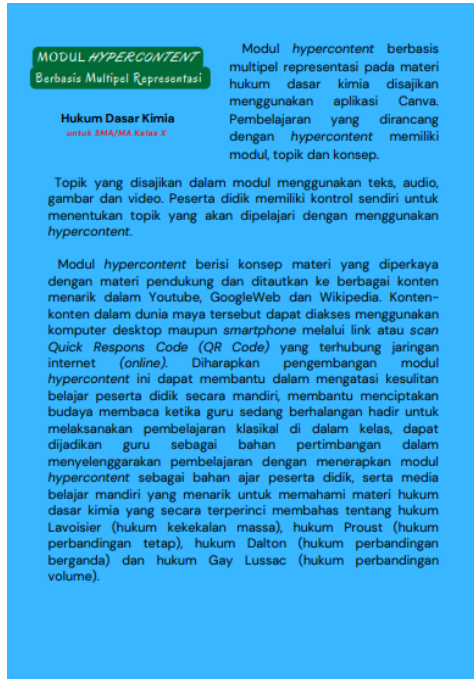 MODUL HYPERCONTENT
Berbasis Multipel Representasi
Hukum Dasar Kimia
untuk SMA/MA Kelas X
Modul hypercontent berbasis
multipel representasi pada materi
hukum dasar kimia disajikan
menggunakan aplikasi Canva.
Pembelajaran yang dirancang
dengan hypercontent memiliki
modul, topik dan konsep.
Topik yang disajikan dalam modul menggunakan teks, audio,
gambar dan video. Peserta didik memiliki kontrol sendiri untuk
menentukan topik yang akan dipelajari dengan menggunakan
hypercontent.
Modul hypercontent berisi konsep materi yang diperkaya
dengan materi pendukung dan ditautkan ke berbagai konten
menarik dalam Youtube, GoogleWeb dan Wikipedia. Konten-
konten dalam dunia maya tersebut dapat diakses menggunakan
komputer desktop maupun smartphone melalui link atau scan
Quick Respons Code (QR Code) yang terhubung jaringan
internet (online). Diharapkan pengembangan modul
hypercontent ini dapat membantu dalam mengatasi kesulitan
belajar peserta didik secara mandiri, membantu menciptakan
budaya membaca ketika guru sedang berhalangan hadir untuk
melaksanakan pembelajaran klasikal di dalam kelas, dapat
dijadikan guru sebagai bahan pertimbangan dalam
menyelenggarakan pembelajaran dengan menerapkan modul
hypercontent sebagai bahan ajar peserta didik, serta media
belajar mandiri yang menarik untuk memahami materi hukum
dasar kimia yang secara terperinci membahas tentang hukum
Lavoisier (hukum kekekalan massa), hukum Proust (hukum
perbandingan tetap), hukum Dalton (hukum perbandingan
berganda) dan hukum Gay Lussac (hukum perbandingan
volume).